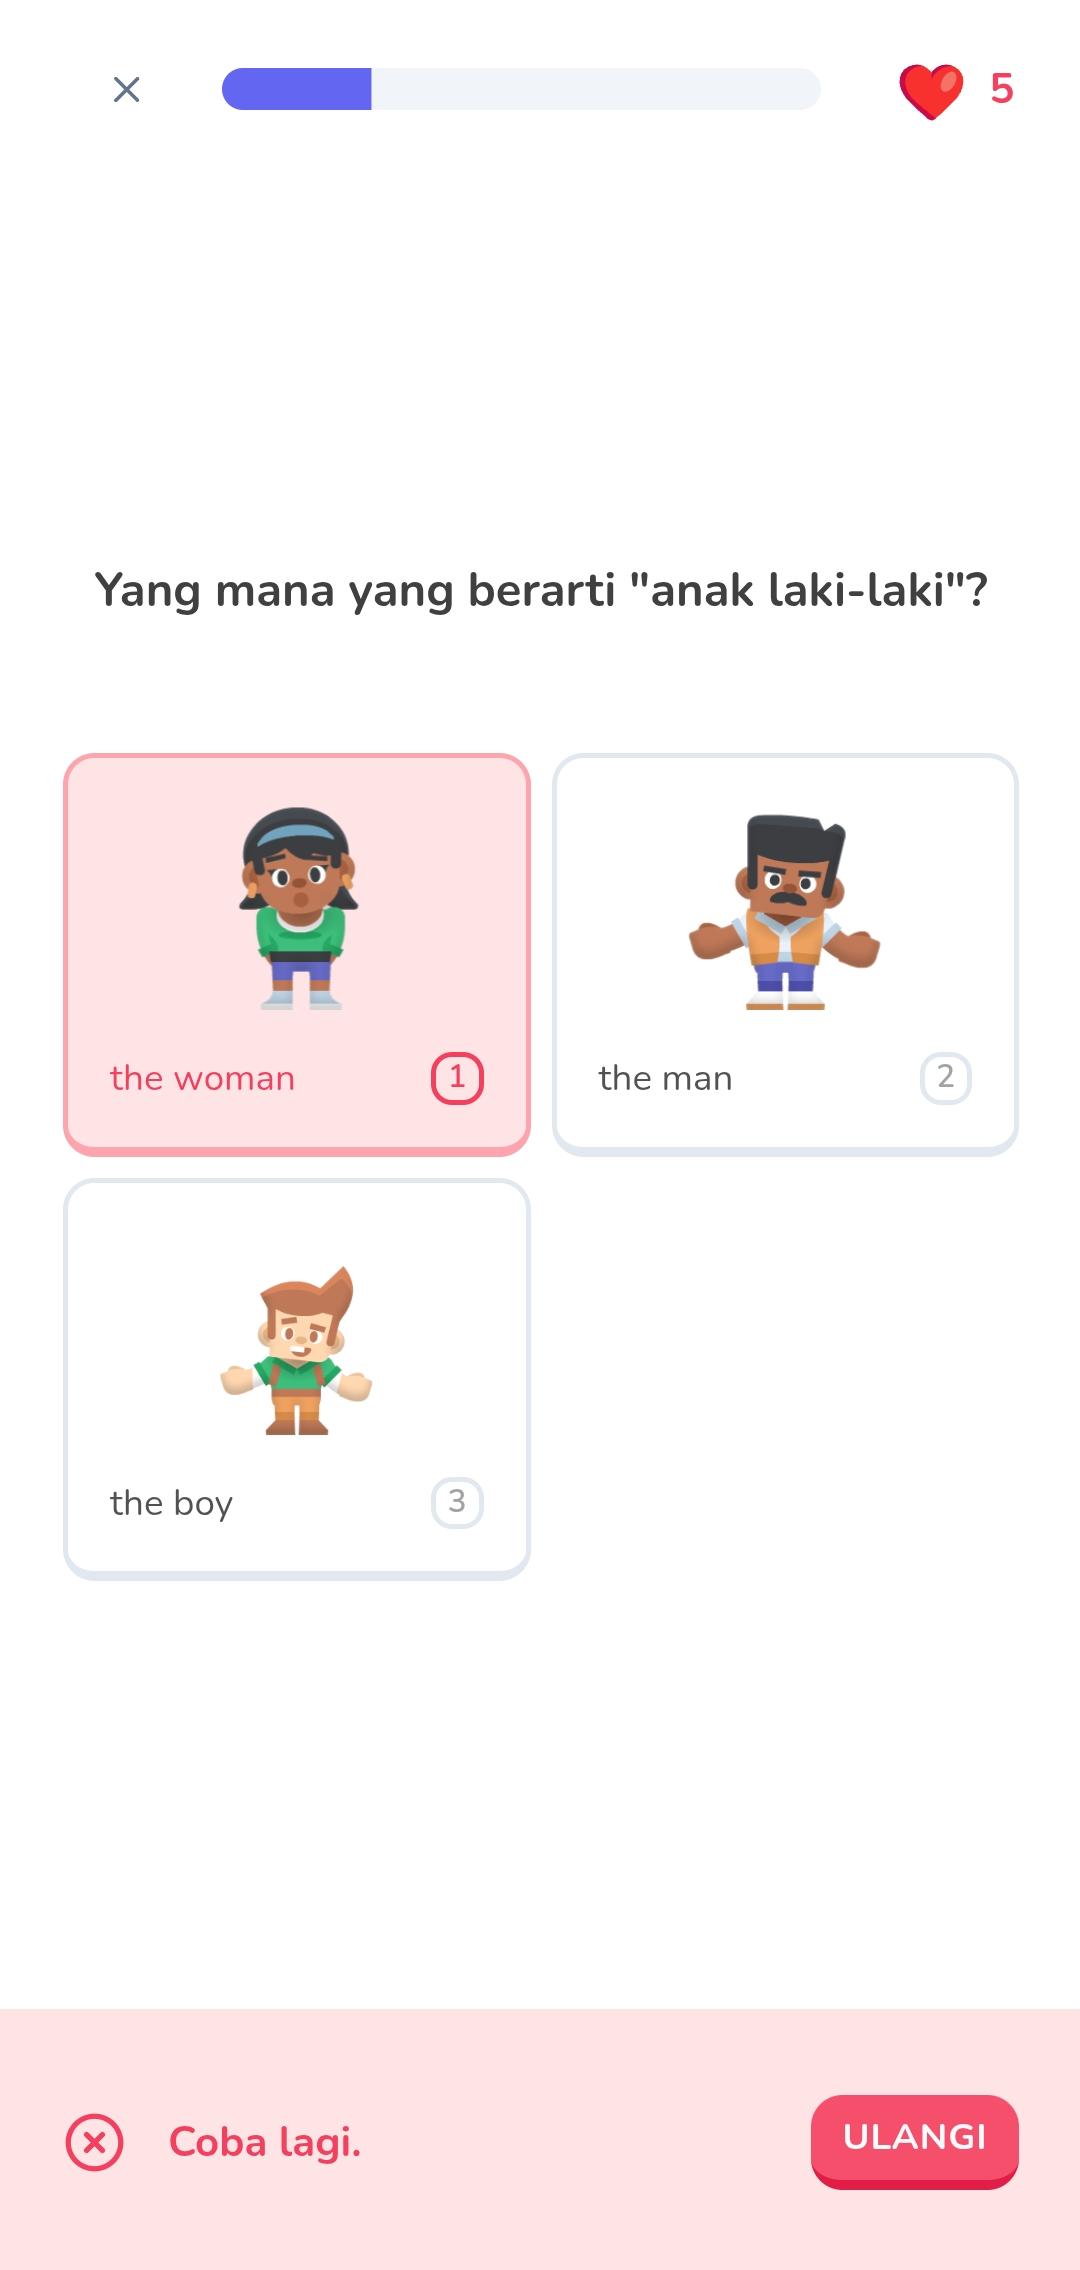 5
Yang mana yang berarti "anak laki-laki"?
the woman 1
the man 2
the boy 3
Coba lagi.
ULANGI